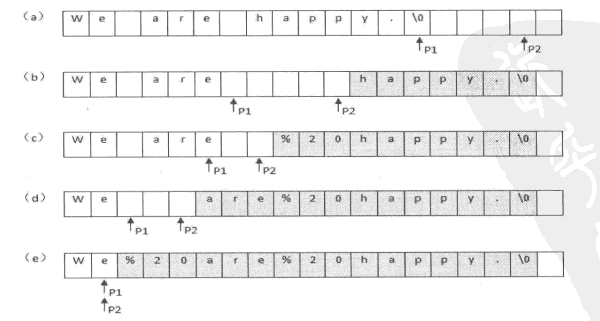 (a) W e a r e h a p p y . \0
P1 P2
(b) W e a r e h a p p y . \0
P1 P2
(c) W e a r e % 2 0 h a p p y . \0
P1 P2
(d) W e a r e % 2 0 h a p p y . \0
P1 P2
(e) W e % 2 0 a r e % 2 0 h a p p y . \0
P1
P2